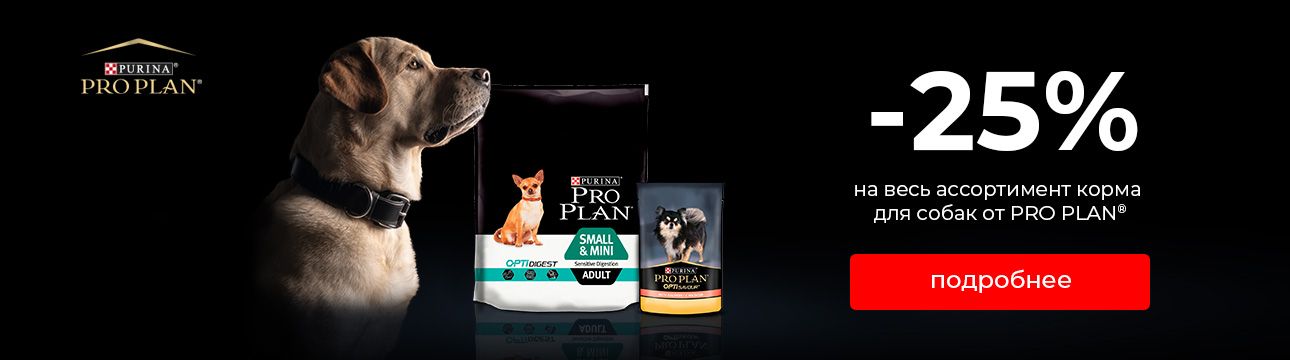 PURINA®
PRO PLAN®
PURINA
PRO
PLAN
SMALL
& MINI
OPTIDIGEST
Sensitive Digestion
ADULT
PURINA
PRO PLAN
OPTISAVOUR
-25%
на весь ассортимент корма
для собак от PRO PLAN®
подробнее